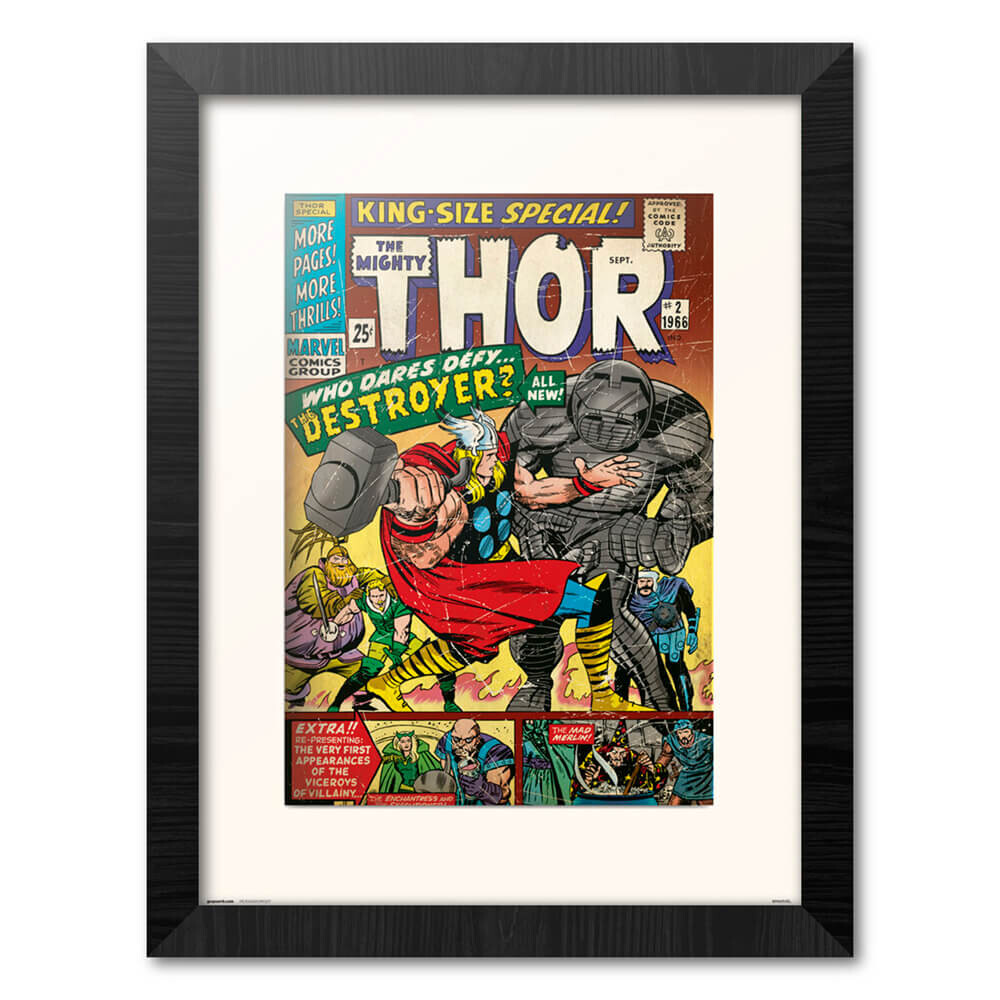 THOR
SPECIAL
MORE
PAGES!
MORE
THRILLS!
MARVEL
COMICS
GROUP
KING-SIZE SPECIAL!
APPROVED
BY THE
COMICS
CODE
AUTHORITY
THE
MIGHTY
THOR
SEPT.
25¢
#2
1966
IND.
WHO DARES DEFY...
THE DESTROYER?
ALL
NEW!
EXTRA!!
RE-PRESENTING:
THE VERY FIRST
APPEARANCES
OF THE
VICEROYS
OF VILLAINY...
THE ENCHANTRESS AND
THE MAD
MERLIN!
©MARVEL